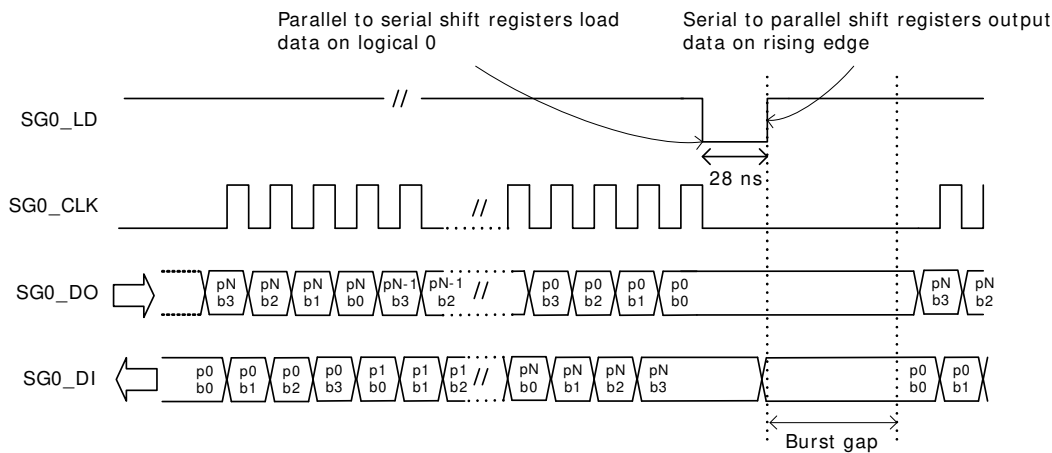 Parallel to serial shift registers load
data on logical 0
Serial to parallel shift registers output
data on rising edge
//
SG0_LD
28 ns
SG0_CLK
//
SG0_DO
pN pN pN pN pN-1 pN-1 // p0 p0 p0 p0 pN pN
b3 b2 b1 b0 b3 b2 b3 b2 b1 b0 b3 b2
SG0_DI
p0 p0 p0 p0 p1 p1 p1 // pN pN pN pN p0 p0
b0 b1 b2 b3 b0 b1 b2 b0 b1 b2 b3 b0 b1
Burst gap